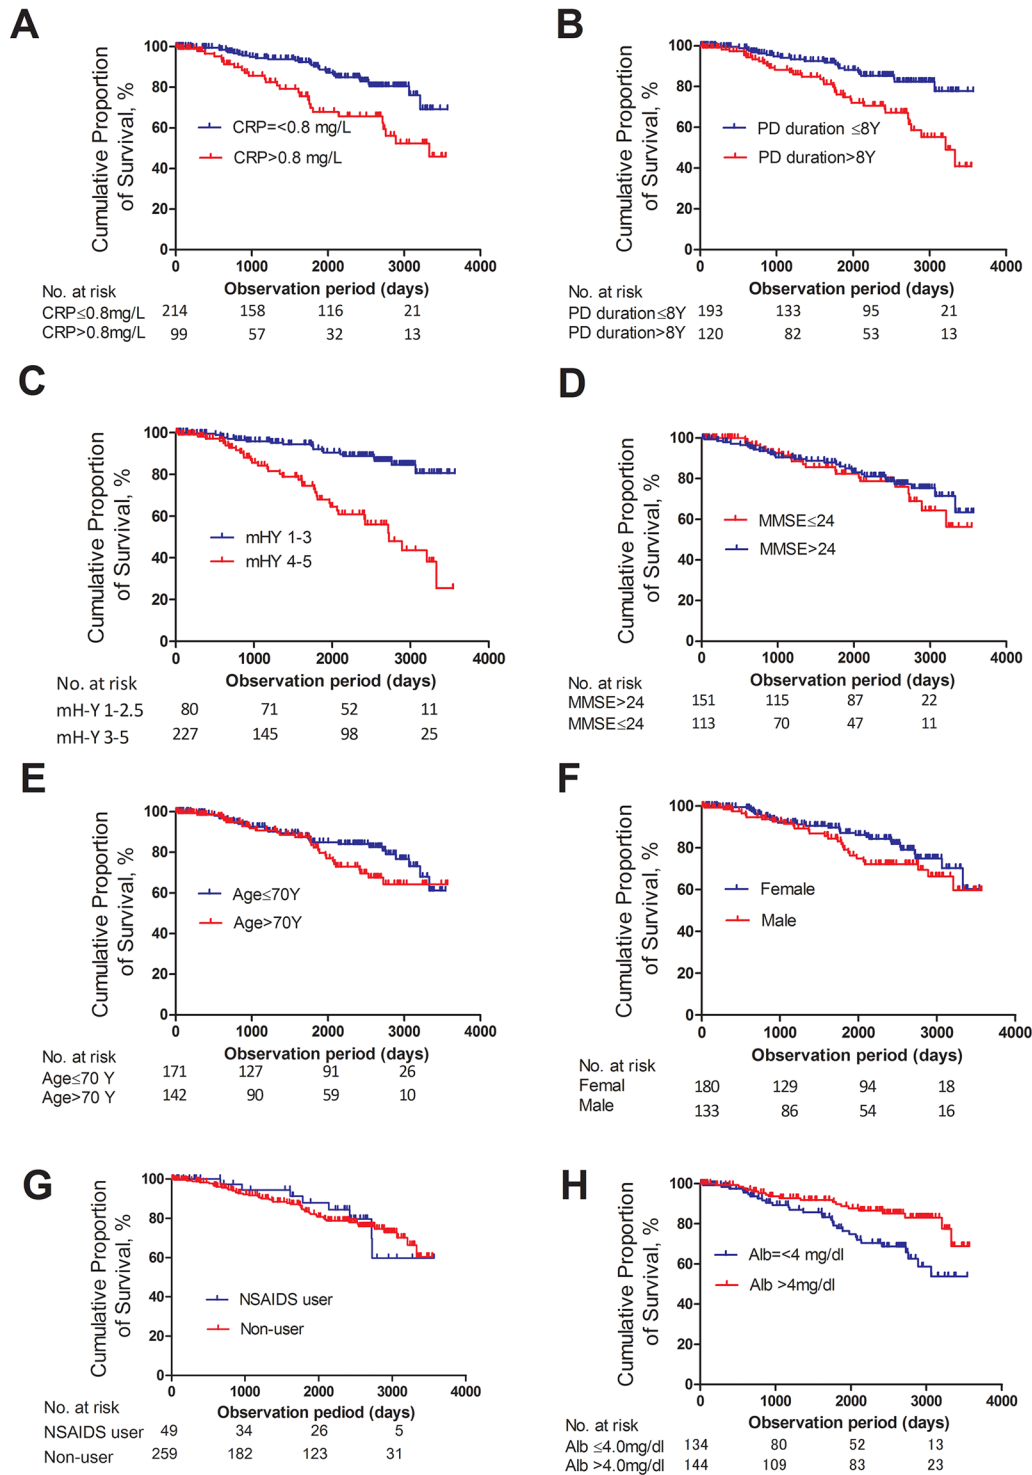 A
Cumulative Proportion
of Survival, %
100
80
60
40
20
0
CRP=<0.8 mg/L
CRP>0.8 mg/L
0 1000 2000 3000 4000
Observation period (days)
No. at risk
CRP≤0.8mg/L 214 158 116 21
CRP>0.8mg/L 99 57 32 13
B
Cumulative Proportion
of Survival, %
100
80
60
40
20
0
PD duration ≤8Y
PD duration>8Y
0 1000 2000 3000 4000
Observation period (days)
No. at risk
PD duration≤8Y 193 133 95 21
PD duration>8Y 120 82 53 13
C
Cumulative Proportion
of Survival, %
100
80
60
40
20
0
mHY 1-3
mHY 4-5
0 1000 2000 3000 4000
Observation period (days)
No. at risk
mH-Y 1-2.5 80 71 52 11
mH-Y 3-5 227 145 98 25
D
Cumulative Proportion
of Survival, %
100
80
60
40
20
0
MMSE≤24
MMSE>24
0 1000 2000 3000 4000
Observation period (days)
No. at risk
MMSE>24 151 115 87 22
MMSE≤24 113 70 47 11
E
Cumulative Proportion
of Survival, %
100
80
60
40
20
0
Age≤70Y
Age>70Y
0 1000 2000 3000 4000
Observation period (days)
No. at risk
Age≤70 Y 171 127 91 26
Age>70 Y 142 90 59 10
F
Cumulative Proportion
of Survival, %
100
80
60
40
20
0
Female
Male
0 1000 2000 3000 4000
Observation period (days)
No. at risk
Femal 180 129 94 18
Male 133 86 54 16
G
Cumulative Proportion
of Survival, %
100
80
60
40
20
0
NSAIDS user
Non-user
0 1000 2000 3000 4000
Observation pediod (days)
No. at risk
NSAIDS user 49 34 26 5
Non-user 259 182 123 31
H
Cumulative Proportion
of Survival, %
100
80
60
40
20
0
Alb=<4 mg/dl
Alb >4mg/dl
0 1000 2000 3000 4000
Observation period (days)
No. at risk
Alb ≤4.0mg/dl 134 80 52 13
Alb >4.0mg/dl 144 109 83 23